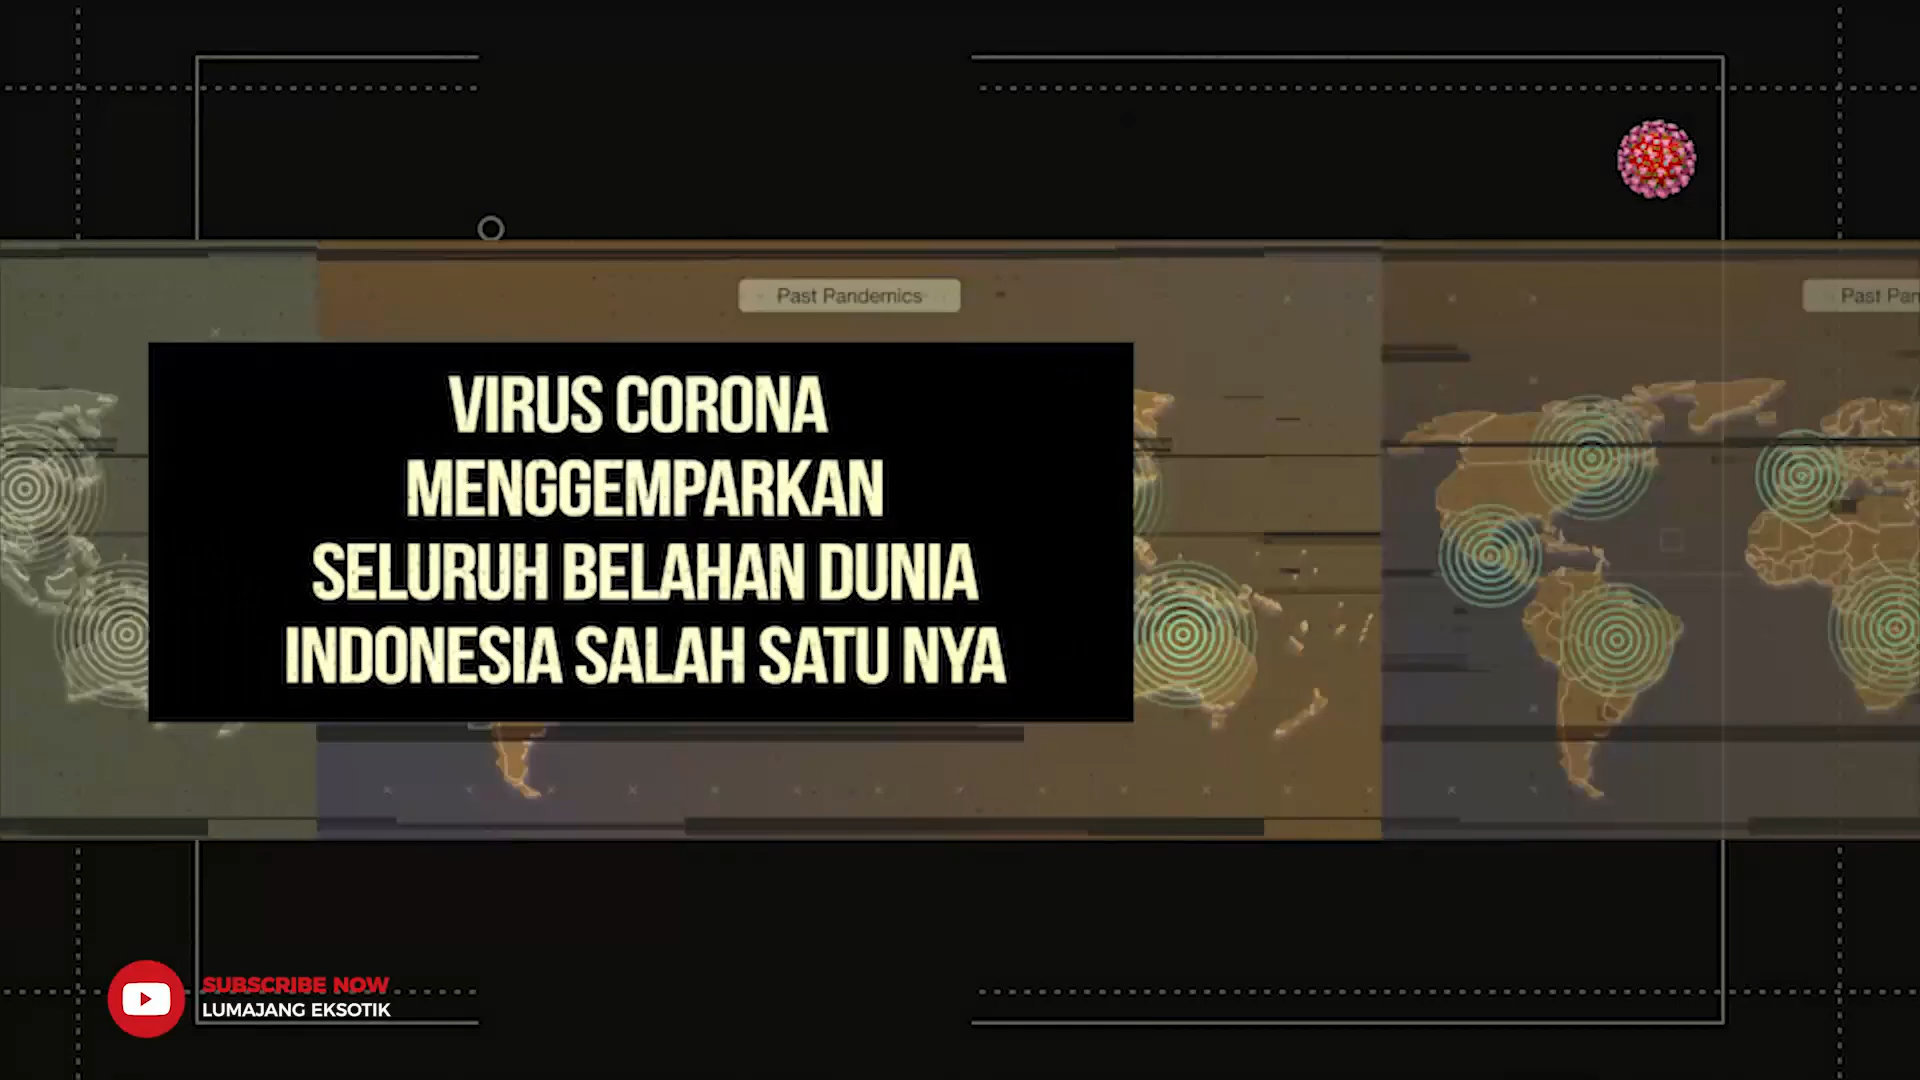 Past Pandemics
Past Pan
VIRUS CORONA
MENGGEMPARKAN
SELURUH BELAHAN DUNIA
INDONESIA SALAH SATU NYA
SUBSCRIBE NOW
LUMAJANG EKSOTIK